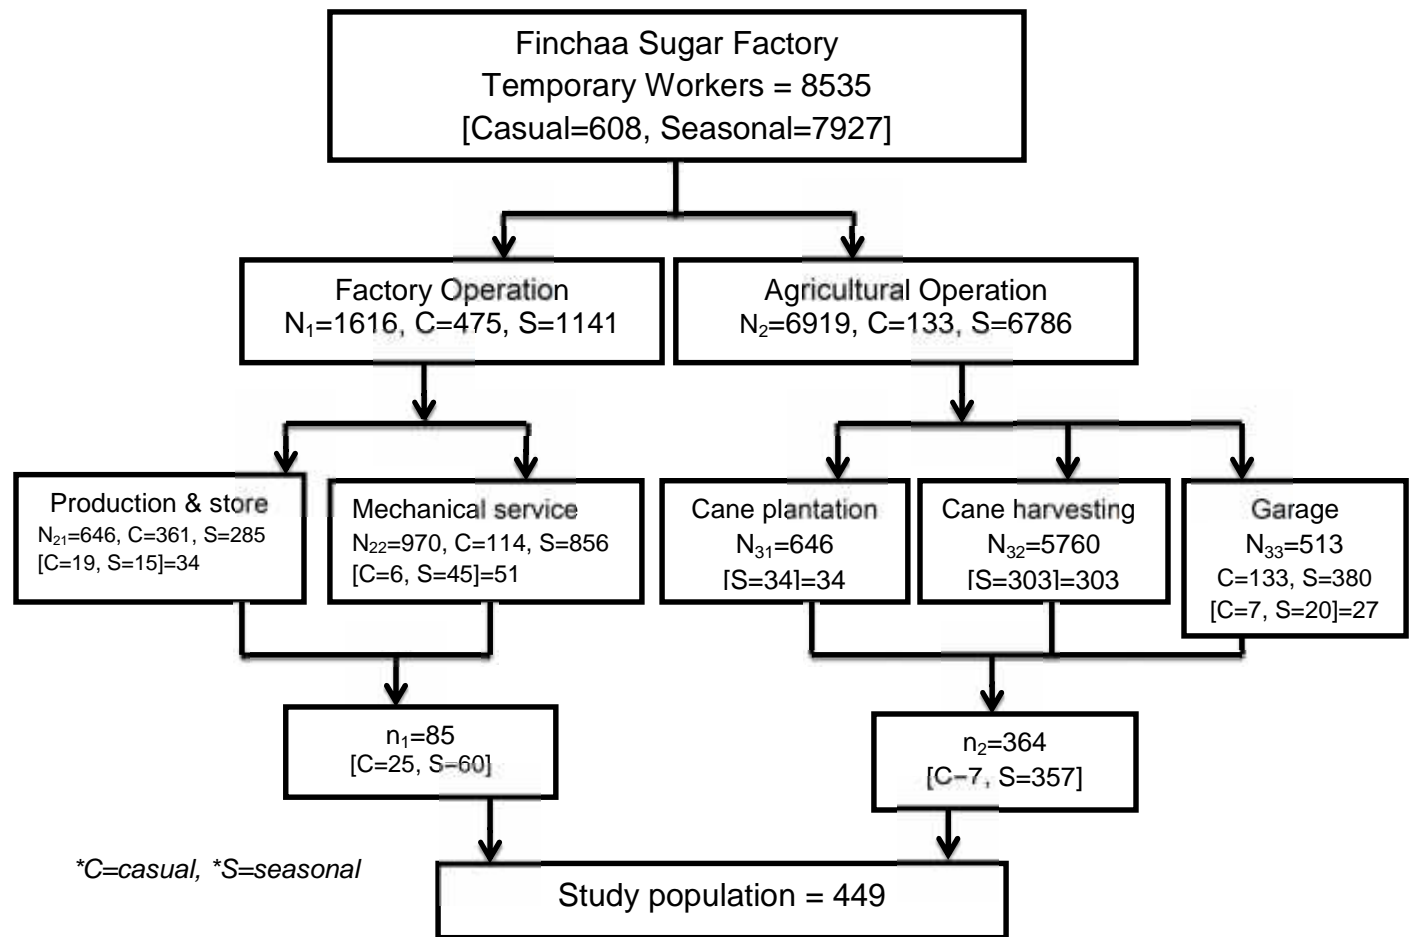 Finchaa Sugar Factory
Temporary Workers = 8535
[Casual=608, Seasonal=7927]
Factory Operation
N₁=1616, C=475, S=1141
Agricultural Operation
N₂=6919, C=133, S=6786
Production & store
N₂₁=646, C=361, S=285
[C=19, S=15]=34
Mechanical service
N₂₂=970, C=114, S=856
[C=6, S=45]=51
Cane plantation
N₃₁=646
[S=34]=34
Cane harvesting
N₃₂=5760
[S=303]=303
Garage
N₃₃=513
C=133, S=380
[C=7, S=20]=27
n₁=85
[C=25, S=60]
n₂=364
[C=7, S=357]
*C=casual, *S=seasonal
Study population = 449